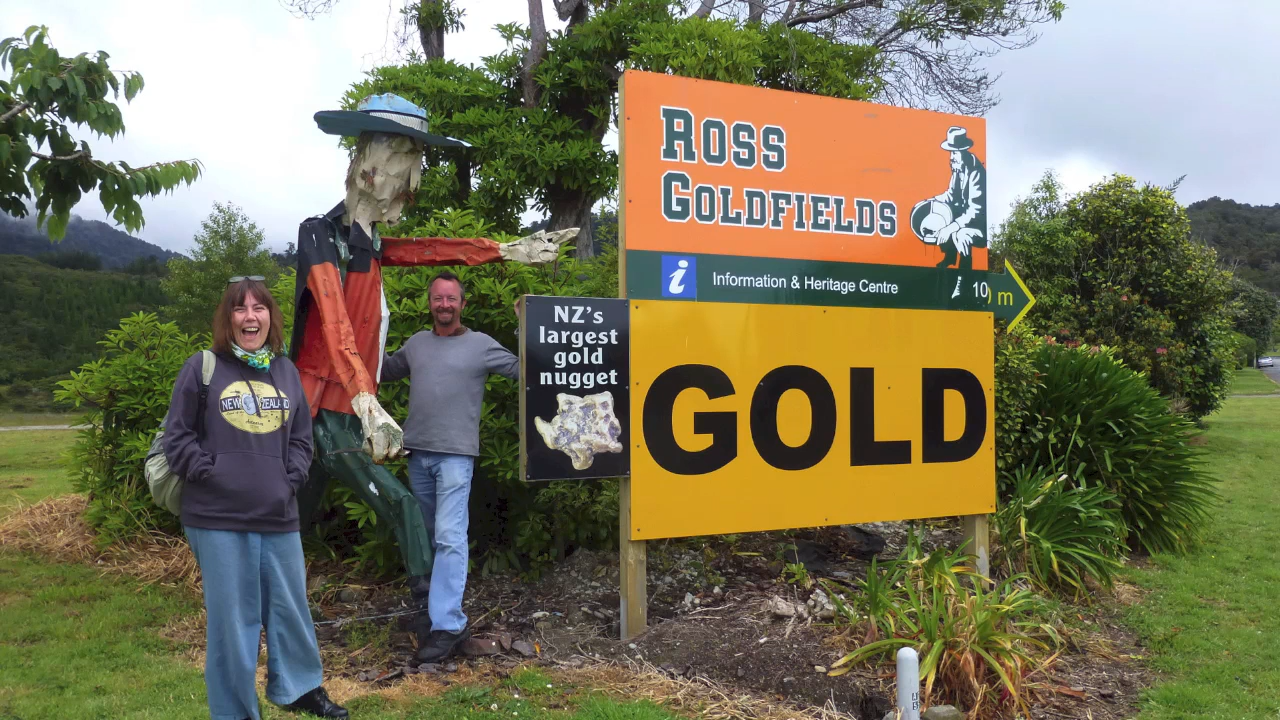 ROSS
GOLDFIELDS
Information & Heritage Centre
10 m
NZ's
largest
gold
nugget
GOLD
NEW ZEALAND